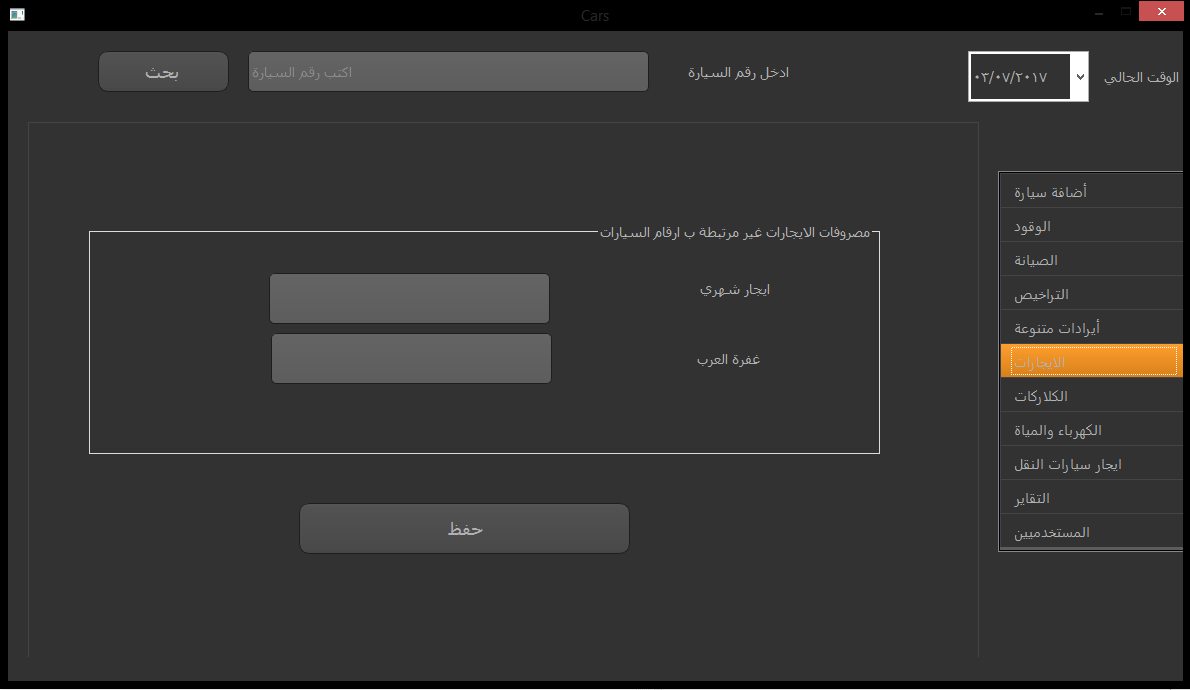 Cars
الوقت الحالي
٠٣/٠٧/٢٠١٧
ادخل رقم السيارة
اكتب رقم السيارة
بحث
أضافة سيارة
الوقود
الصيانة
التراخيص
أيرادات متنوعة
الايجارات
الكلاركات
الكهرباء والمياة
ايجار سيارات النقل
التقاير
المستخدميين
مصروفات الايجارات غير مرتبطة ب ارقام السيارات
ايجار شهري
غفرة العرب
حفظ